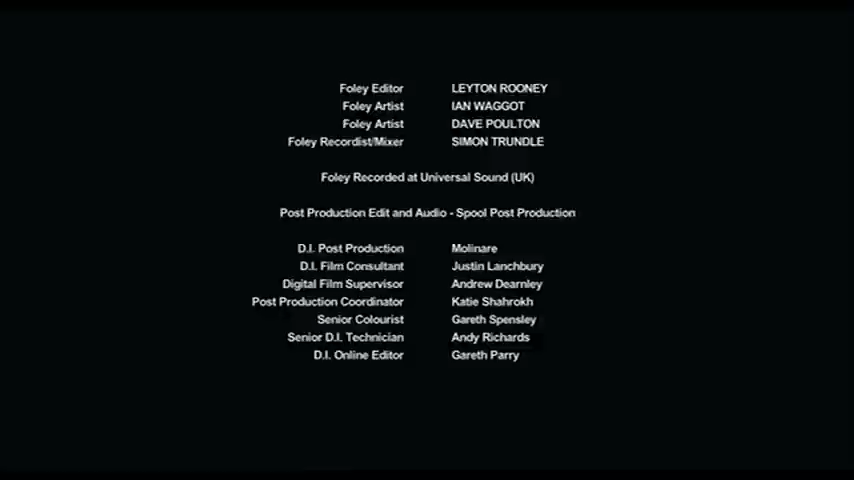 Foley Editor LEYTON ROONEY
Foley Artist IAN WAGGOT
Foley Artist DAVE POULTON
Foley Recordist/Mixer SIMON TRUNDLE
Foley Recorded at Universal Sound (UK)
Post Production Edit and Audio - Spool Post Production
D.I. Post Production Molinare
D.I. Film Consultant Justin Lanchbury
Digital Film Supervisor Andrew Dearnley
Post Production Coordinator Katie Shahrokh
Senior Colourist Gareth Spensley
Senior D.I. Technician Andy Richards
D.I. Online Editor Gareth Parry